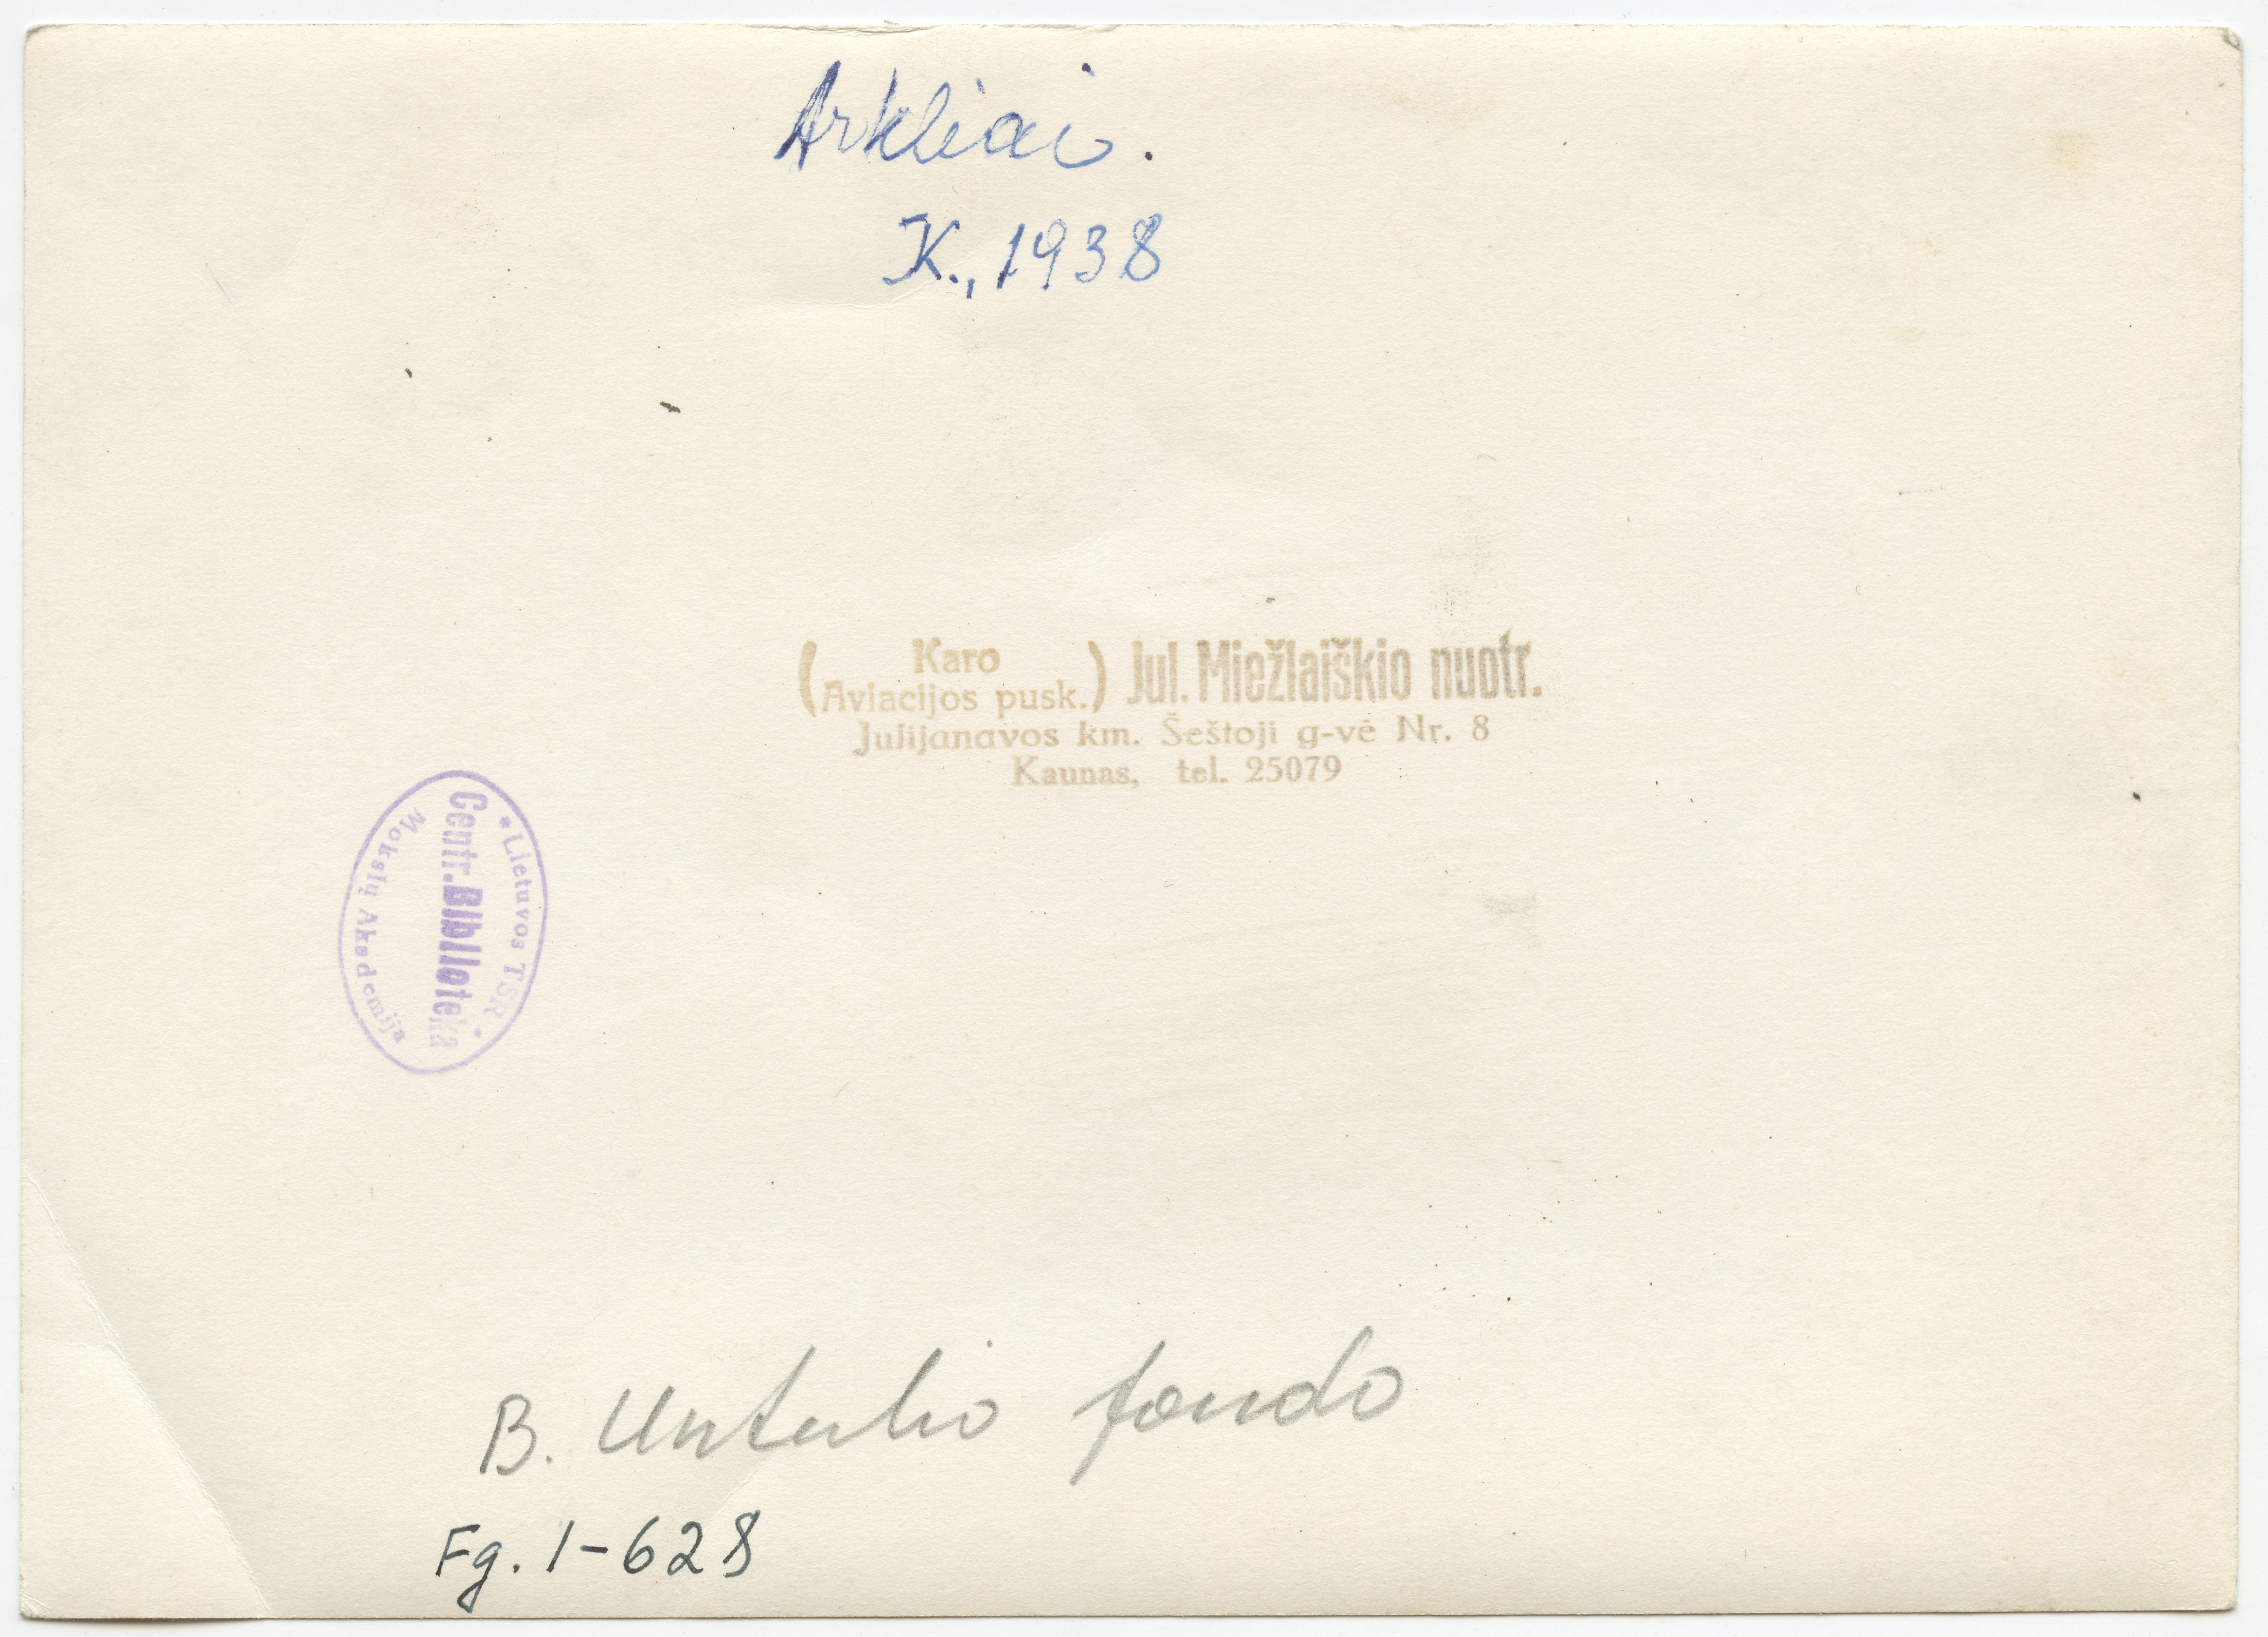 Arkliai.
K., 1938
(Karo
Aviacijos pusk.) Jul. Miežlaiškio nuotr.
Julijanavos km. Šeštoji g-vė Nr. 8
Kaunas, tel. 25079
*Lietuvos TSR*
Centr. Biblioteka
Mokslų Akademija
B. Untulio fondo
Fg. 1-628